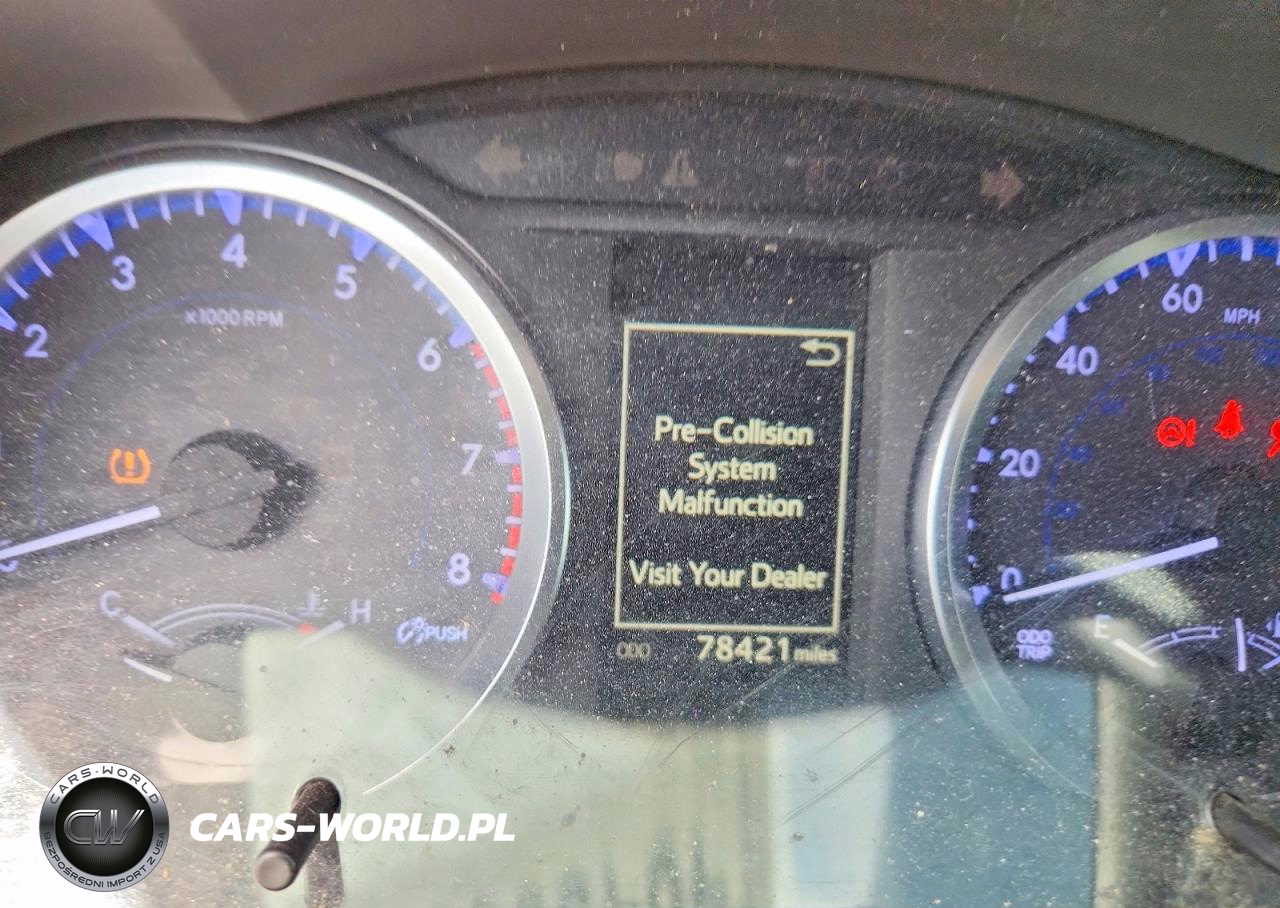 2
3
4
5
6
7
8
x1000 RPM
C
H
PUSH
Pre-Collision
System
Malfunction
Visit Your Dealer
ODO 78421 miles
60
MPH
40
20
0
ODO
TRIP
E
CARS-WORLD
CW
BEZPOŚREDNI IMPORT Z USA
CARS-WORLD.PL